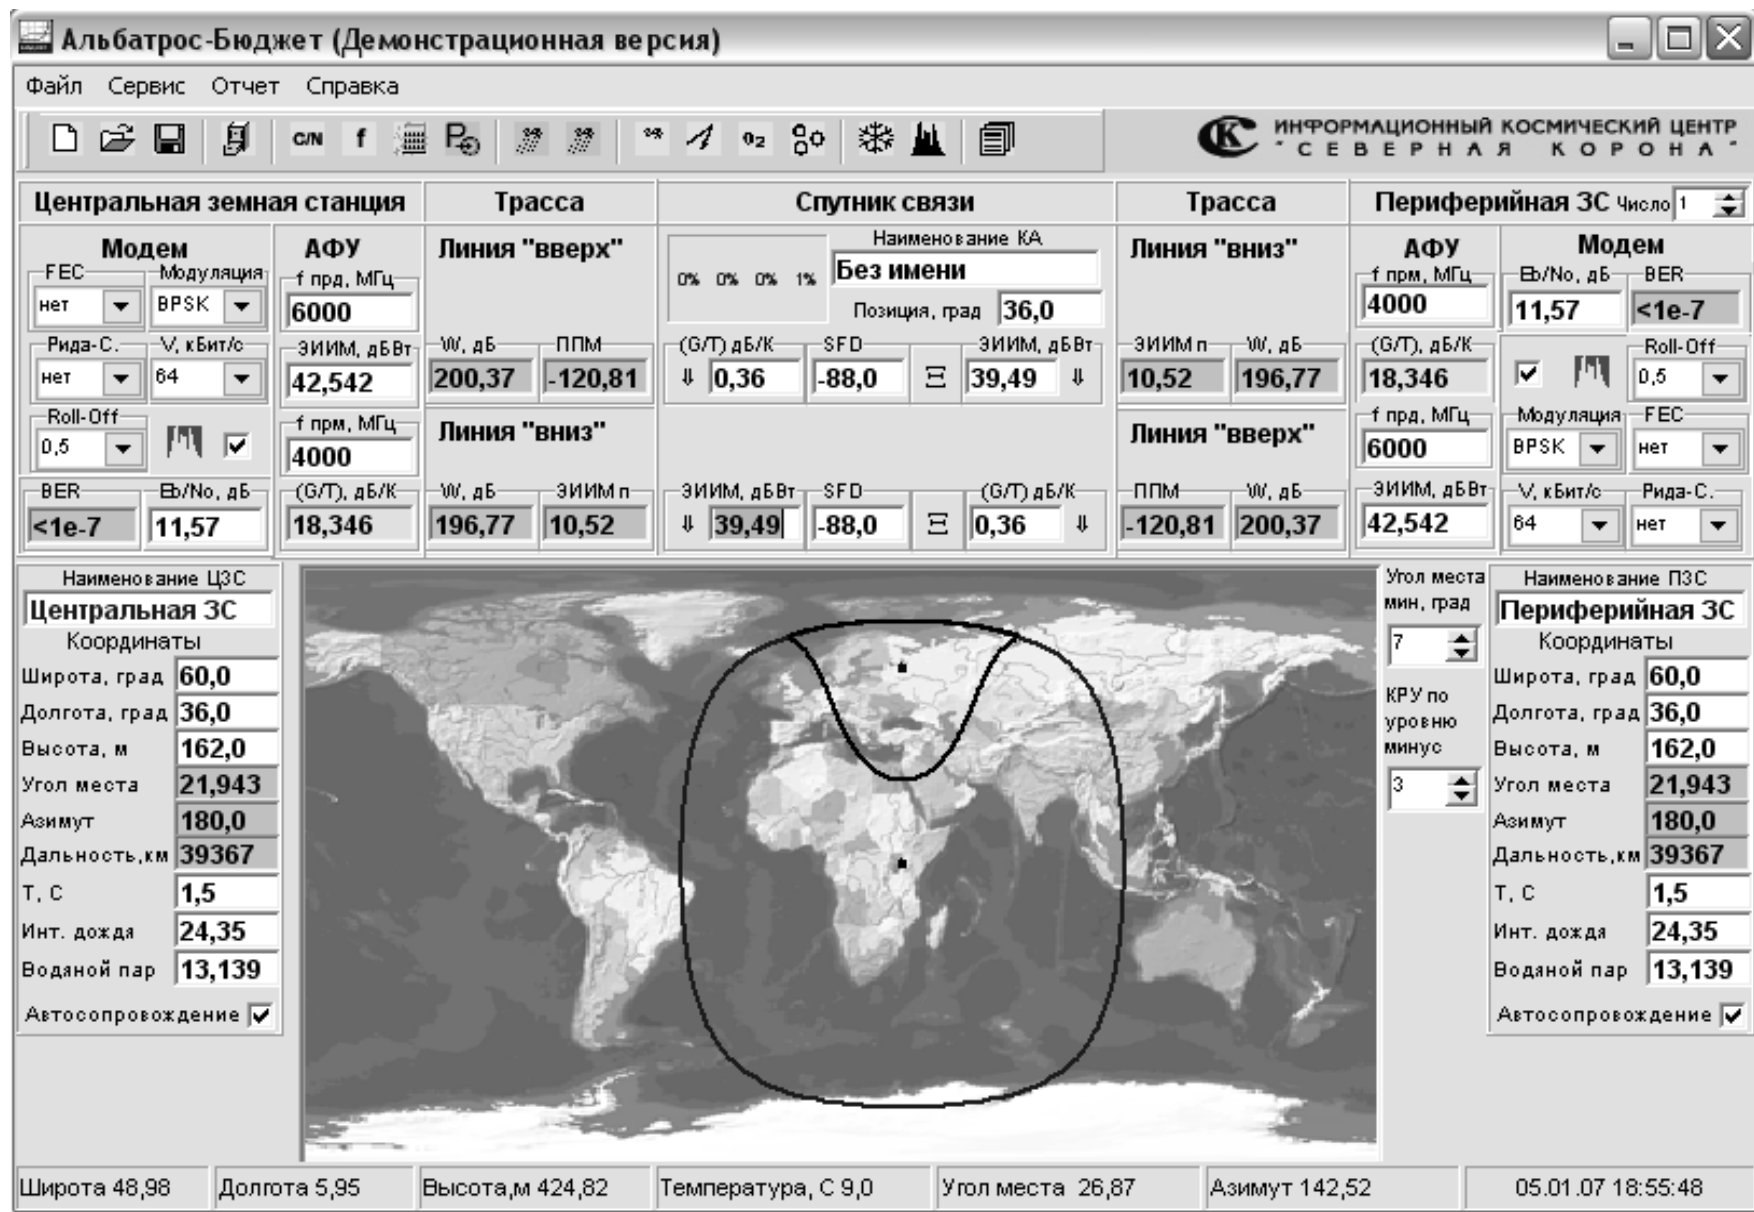 Альбатрос-Бюджет (Демонстрационная версия)
Файл Сервис Отчет Справка
C/N f
ИНФОРМАЦИОННЫЙ КОСМИЧЕСКИЙ ЦЕНТР
"СЕВЕРНАЯ КОРОНА"
Центральная земная станция Трасса Спутник связи Трасса Периферийная ЗС Число 1
Модем АФУ Линия "вверх" Наименование КА Линия "вниз" АФУ Модем
FEC Модуляция f прд, МГц 0% 0% 0% 1% Без имени f прм, МГц Eb/No, дБ BER
нет BPSK 6000 Позиция, град 36,0 4000 11,57 <1e-7
Рида-С. V, кБит/с ЭИИМ, дБВт W, дБ ППМ (G/T) дБ/К SFD ЭИИМ, дБВт ЭИИМ п W, дБ (G/T), дБ/К Roll-Off
нет 64 42,542 200,37 -120,81 ⇓ 0,36 -88,0 Ξ 39,49 ⇓ 10,52 196,77 18,346 0,5
Roll-Off f прм, МГц Линия "вниз" Линия "вверх" f прд, МГц Модуляция FEC
0,5 4000 6000 BPSK нет
BER Eb/No, дБ (G/T), дБ/К W, дБ ЭИИМ п ЭИИМ, дБВт SFD (G/T) дБ/К ППМ W, дБ ЭИИМ, дБВт V, кБит/с Рида-С.
<1e-7 11,57 18,346 196,77 10,52 ⇓ 39,49 -88,0 Ξ 0,36 ⇓ -120,81 200,37 42,542 64 нет
Наименование ЦЗС
Центральная ЗС
Координаты
Широта, град 60,0
Долгота, град 36,0
Высота, м 162,0
Угол места 21,943
Азимут 180,0
Дальность,км 39367
Т, С 1,5
Инт. дождя 24,35
Водяной пар 13,139
Автосопровождение
Угол места
мин, град
7
КРУ по
уровню
минус
3
Наименование ПЗС
Периферийная ЗС
Координаты
Широта, град 60,0
Долгота, град 36,0
Высота, м 162,0
Угол места 21,943
Азимут 180,0
Дальность,км 39367
Т, С 1,5
Инт. дождя 24,35
Водяной пар 13,139
Автосопровождение
Широта 48,98 Долгота 5,95 Высота,м 424,82 Температура, С 9,0 Угол места 26,87 Азимут 142,52 05.01.07 18:55:48